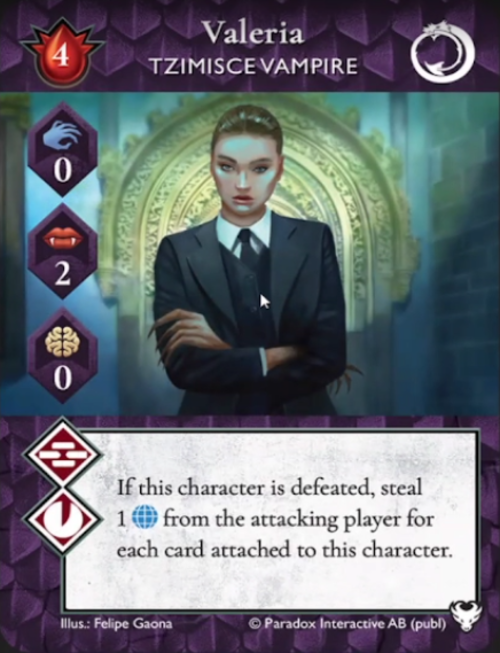 4
Valeria
TZIMISCE VAMPIRE
0
2
0
If this character is defeated, steal
1 from the attacking player for
each card attached to this character.
Illus.: Felipe Gaona
© Paradox Interactive AB (publ)